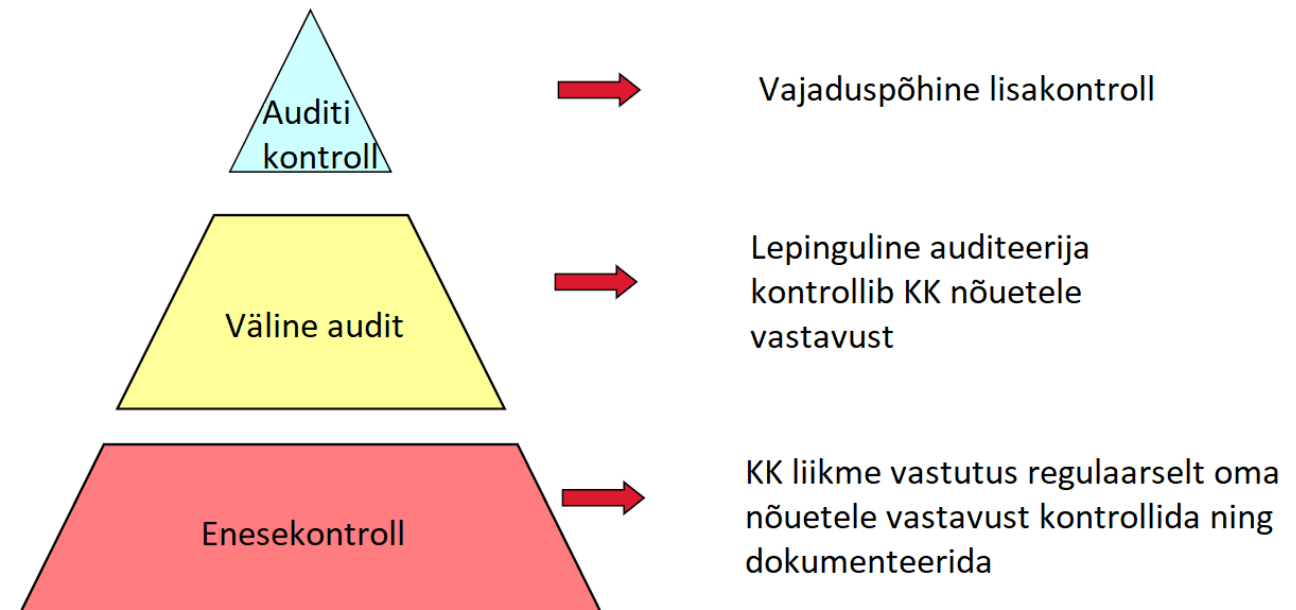 Auditi
kontroll
Vajaduspõhine lisakontroll
Väline audit
Lepinguline auditeerija
kontrollib KK nõuetele
vastavust
Enesekontroll
KK liikme vastutus regulaarselt oma
nõuetele vastavust kontrollida ning
dokumenteerida